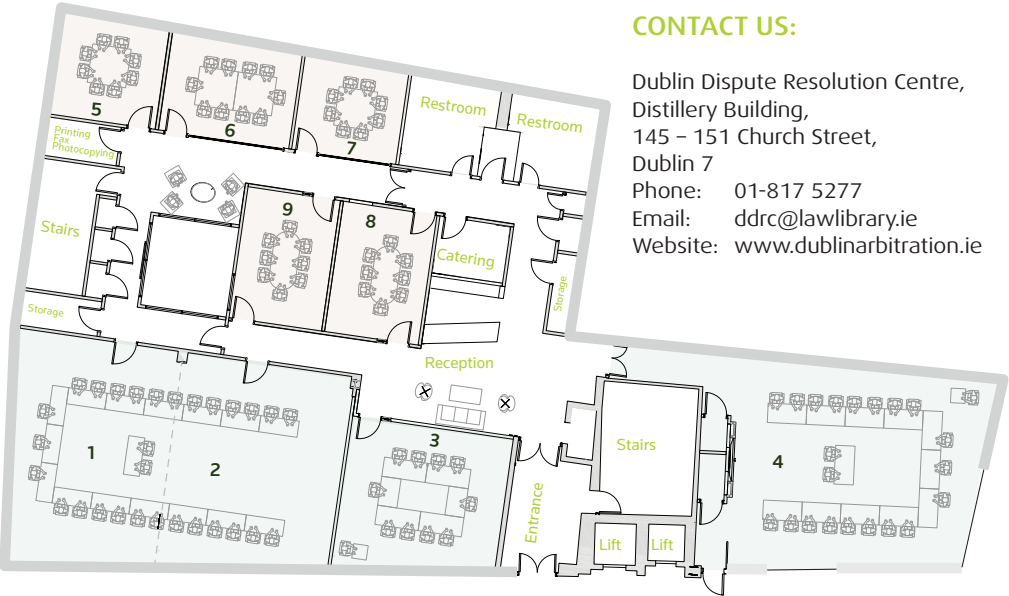 CONTACT US:
Dublin Dispute Resolution Centre,
Distillery Building,
145 – 151 Church Street,
Dublin 7
Phone: 01-817 5277
Email: ddrc@lawlibrary.ie
Website: www.dublinarbitration.ie
5
6
7
Restroom
Restroom
Printing
Fax
Photocopying
Stairs
9
8
Catering
Storage
Storage
Reception
1
2
3
Stairs
4
Entrance
Lift
Lift